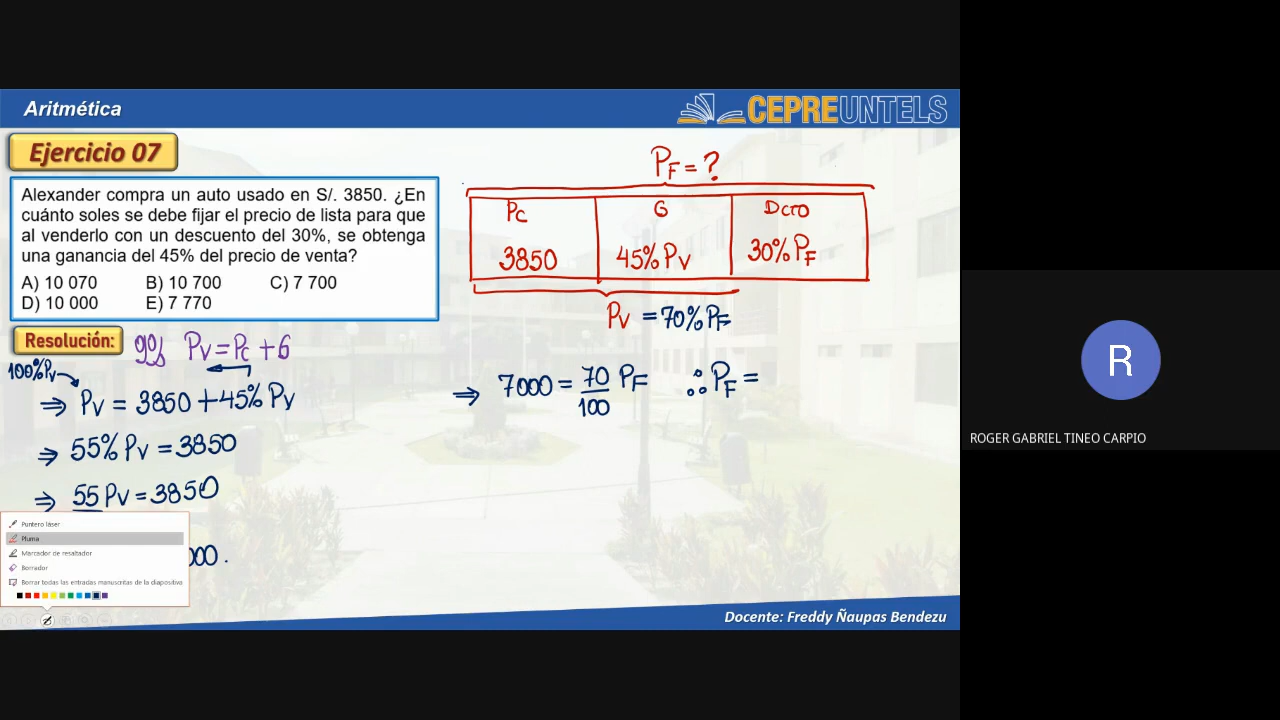 Aritmética
CEPREUNTELS
Ejercicio 07
Alexander compra un auto usado en S/. 3850. ¿En
cuánto soles se debe fijar el precio de lista para que
al venderlo con un descuento del 30%, se obtenga
una ganancia del 45% del precio de venta?
A) 10 070 B) 10 700 C) 7 700
D) 10 000 E) 7 770
PF = ?
Pc G Dcto
3850 45% Pv 30% PF
Pv = 70% PF
Resolución:
Pv = Pc + G
100% Pv
⇒ Pv = 3850 + 45% Pv
⇒ 55% Pv = 3850
⇒ 55 Pv = 3850
000.
⇒ 7000 = 70/100 PF ∴ PF =
Puntero láser
Pluma
Marcador de resaltador
Borrador
Borrar todas las entradas manuscritas de la diapositiva
Docente: Freddy Ñaupas Bendezu
R
ROGER GABRIEL TINEO CARPIO